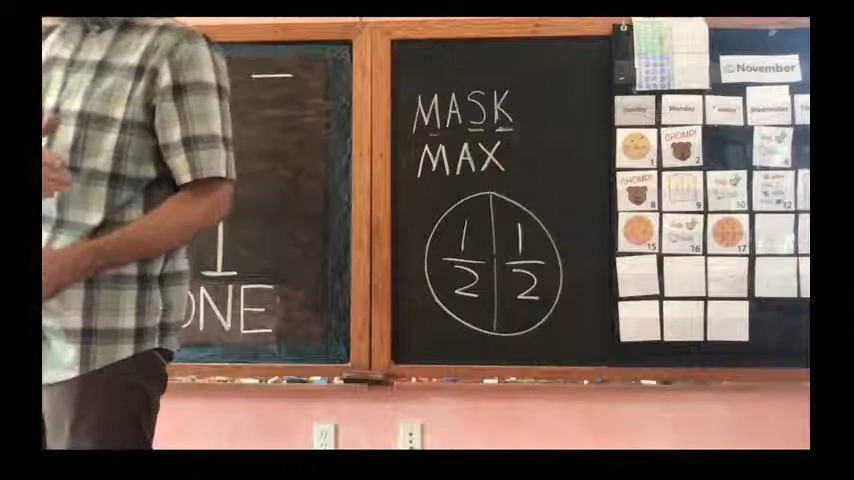 1
ONE
MASK
MAX
1 1
2 2
November
Sunday Monday Tuesday Wednesday
1 CHOMP! 2 4
CHOMP! 8 9 10 12
15 16 17